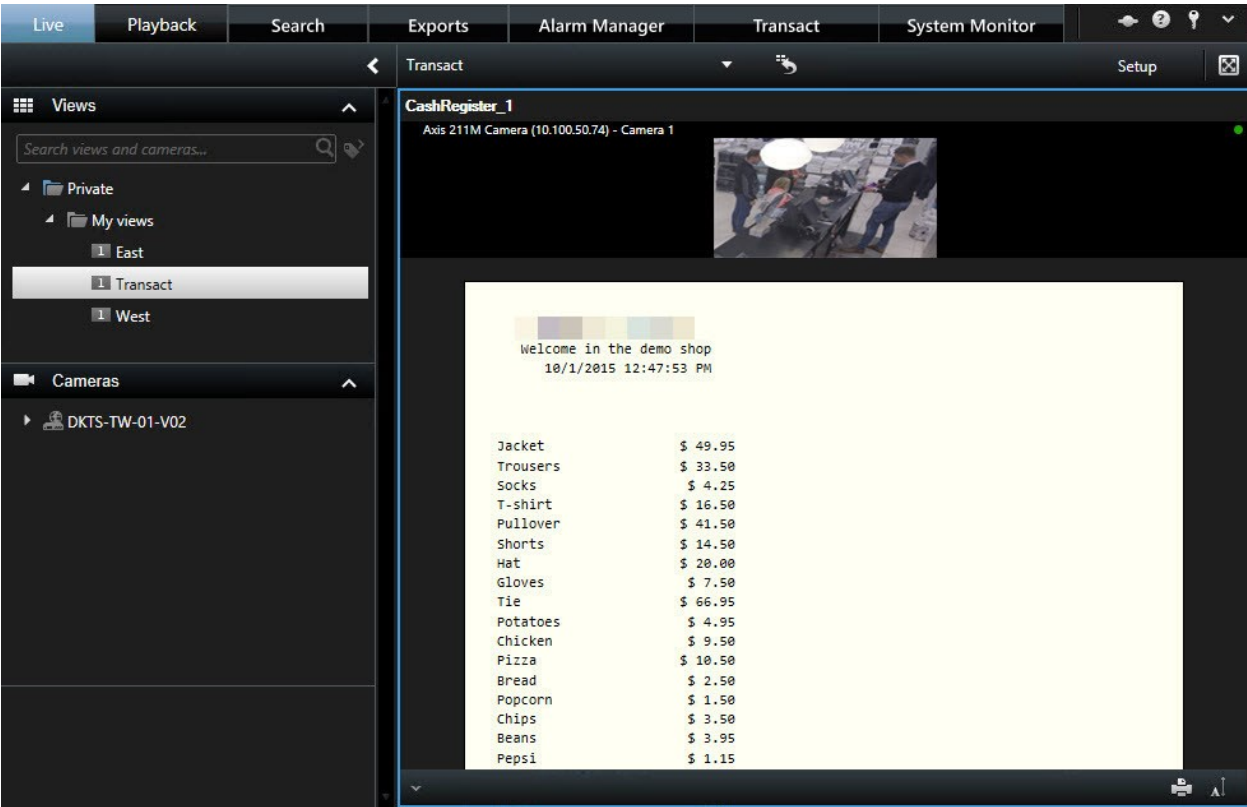 Live Playback Search Exports Alarm Manager Transact System Monitor
Transact Setup
Views
Search views and cameras...
Private
My views
1 East
1 Transact
1 West
Cameras
DKTS-TW-01-V02
CashRegister_1
Axis 211M Camera (10.100.50.74) - Camera 1
Welcome in the demo shop
10/1/2015 12:47:53 PM
Jacket $ 49.95
Trousers $ 33.50
Socks $ 4.25
T-shirt $ 16.50
Pullover $ 41.50
Shorts $ 14.50
Hat $ 20.00
Gloves $ 7.50
Tie $ 66.95
Potatoes $ 4.95
Chicken $ 9.50
Pizza $ 10.50
Bread $ 2.50
Popcorn $ 1.50
Chips $ 3.50
Beans $ 3.95
Pepsi $ 1.15